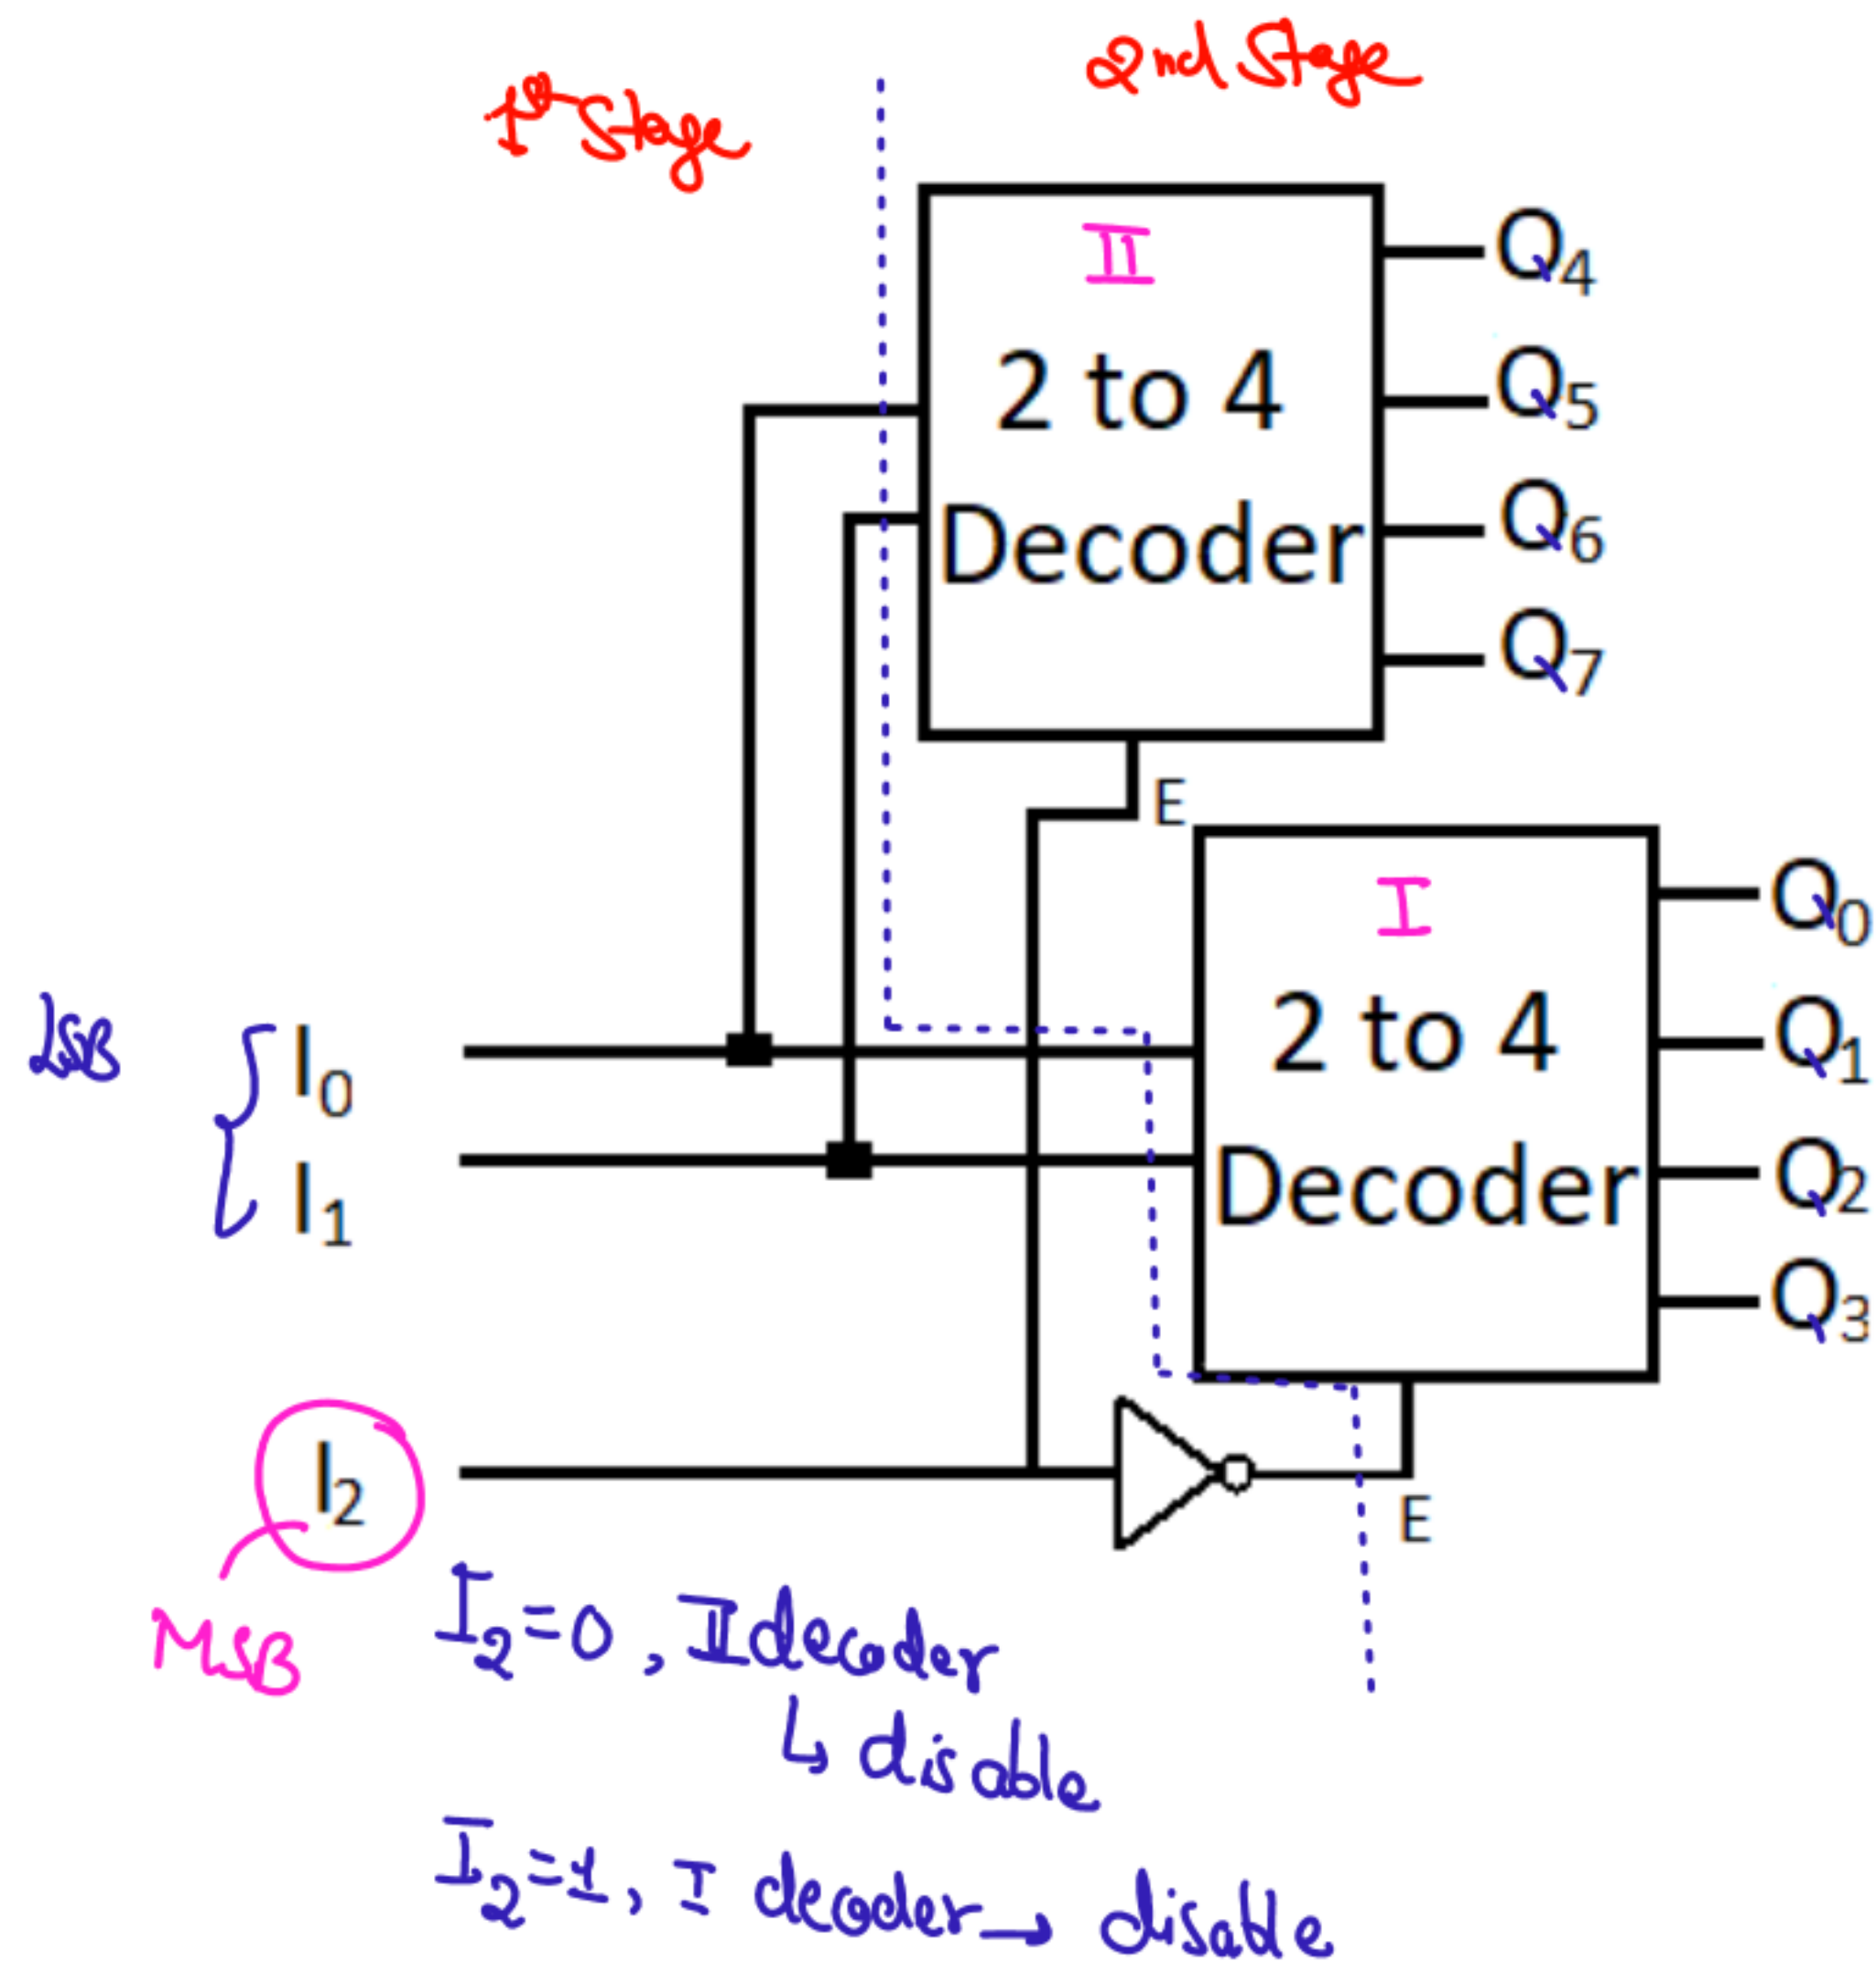 1st Stage
2nd Stage
II
2 to 4
Decoder
Q4
Q5
Q6
Q7
E
I
2 to 4
Decoder
Q0
Q1
Q2
Q3
E
LSB
I0
I1
I2
MSB
I2=0, II decoder
↳ disable
I2=1, I decoder → disable